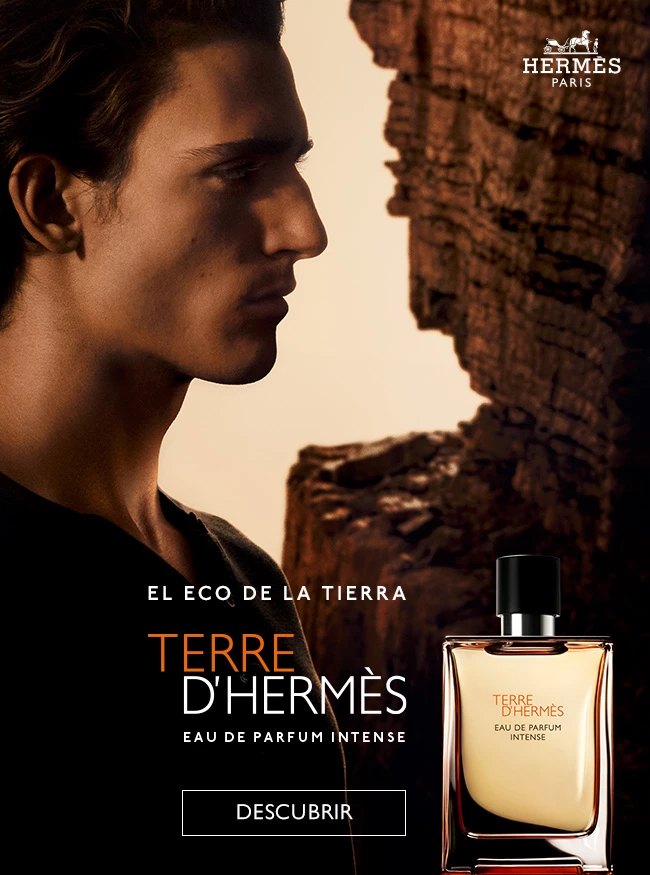 HERMÈS
PARIS
EL ECO DE LA TIERRA
TERRE
D'HERMÈS
EAU DE PARFUM INTENSE
DESCUBRIR
TERRE
D'HERMÈS
EAU DE PARFUM
INTENSE